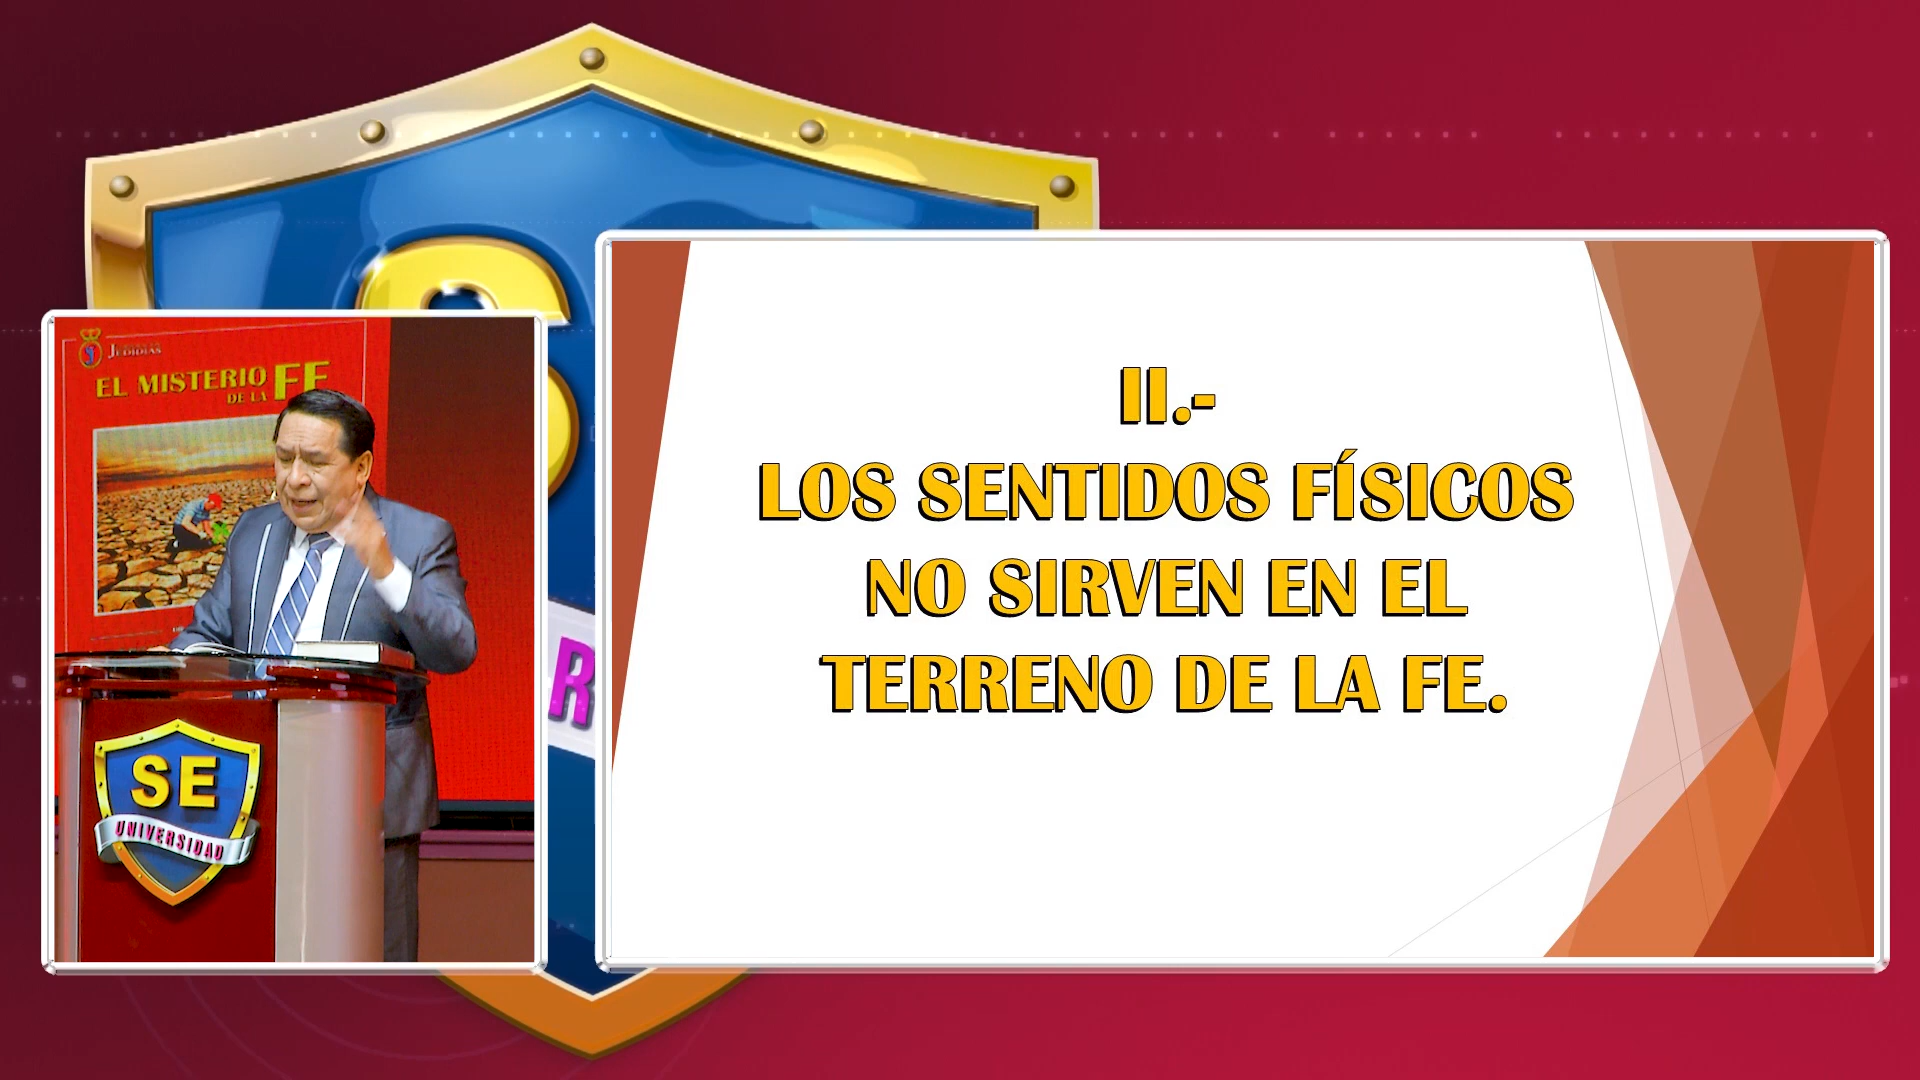 JEDIDIAS
EL MISTERIO
DE LA FE
SE
UNIVERSIDAD
II.-
LOS SENTIDOS FÍSICOS
NO SIRVEN EN EL
TERRENO DE LA FE.